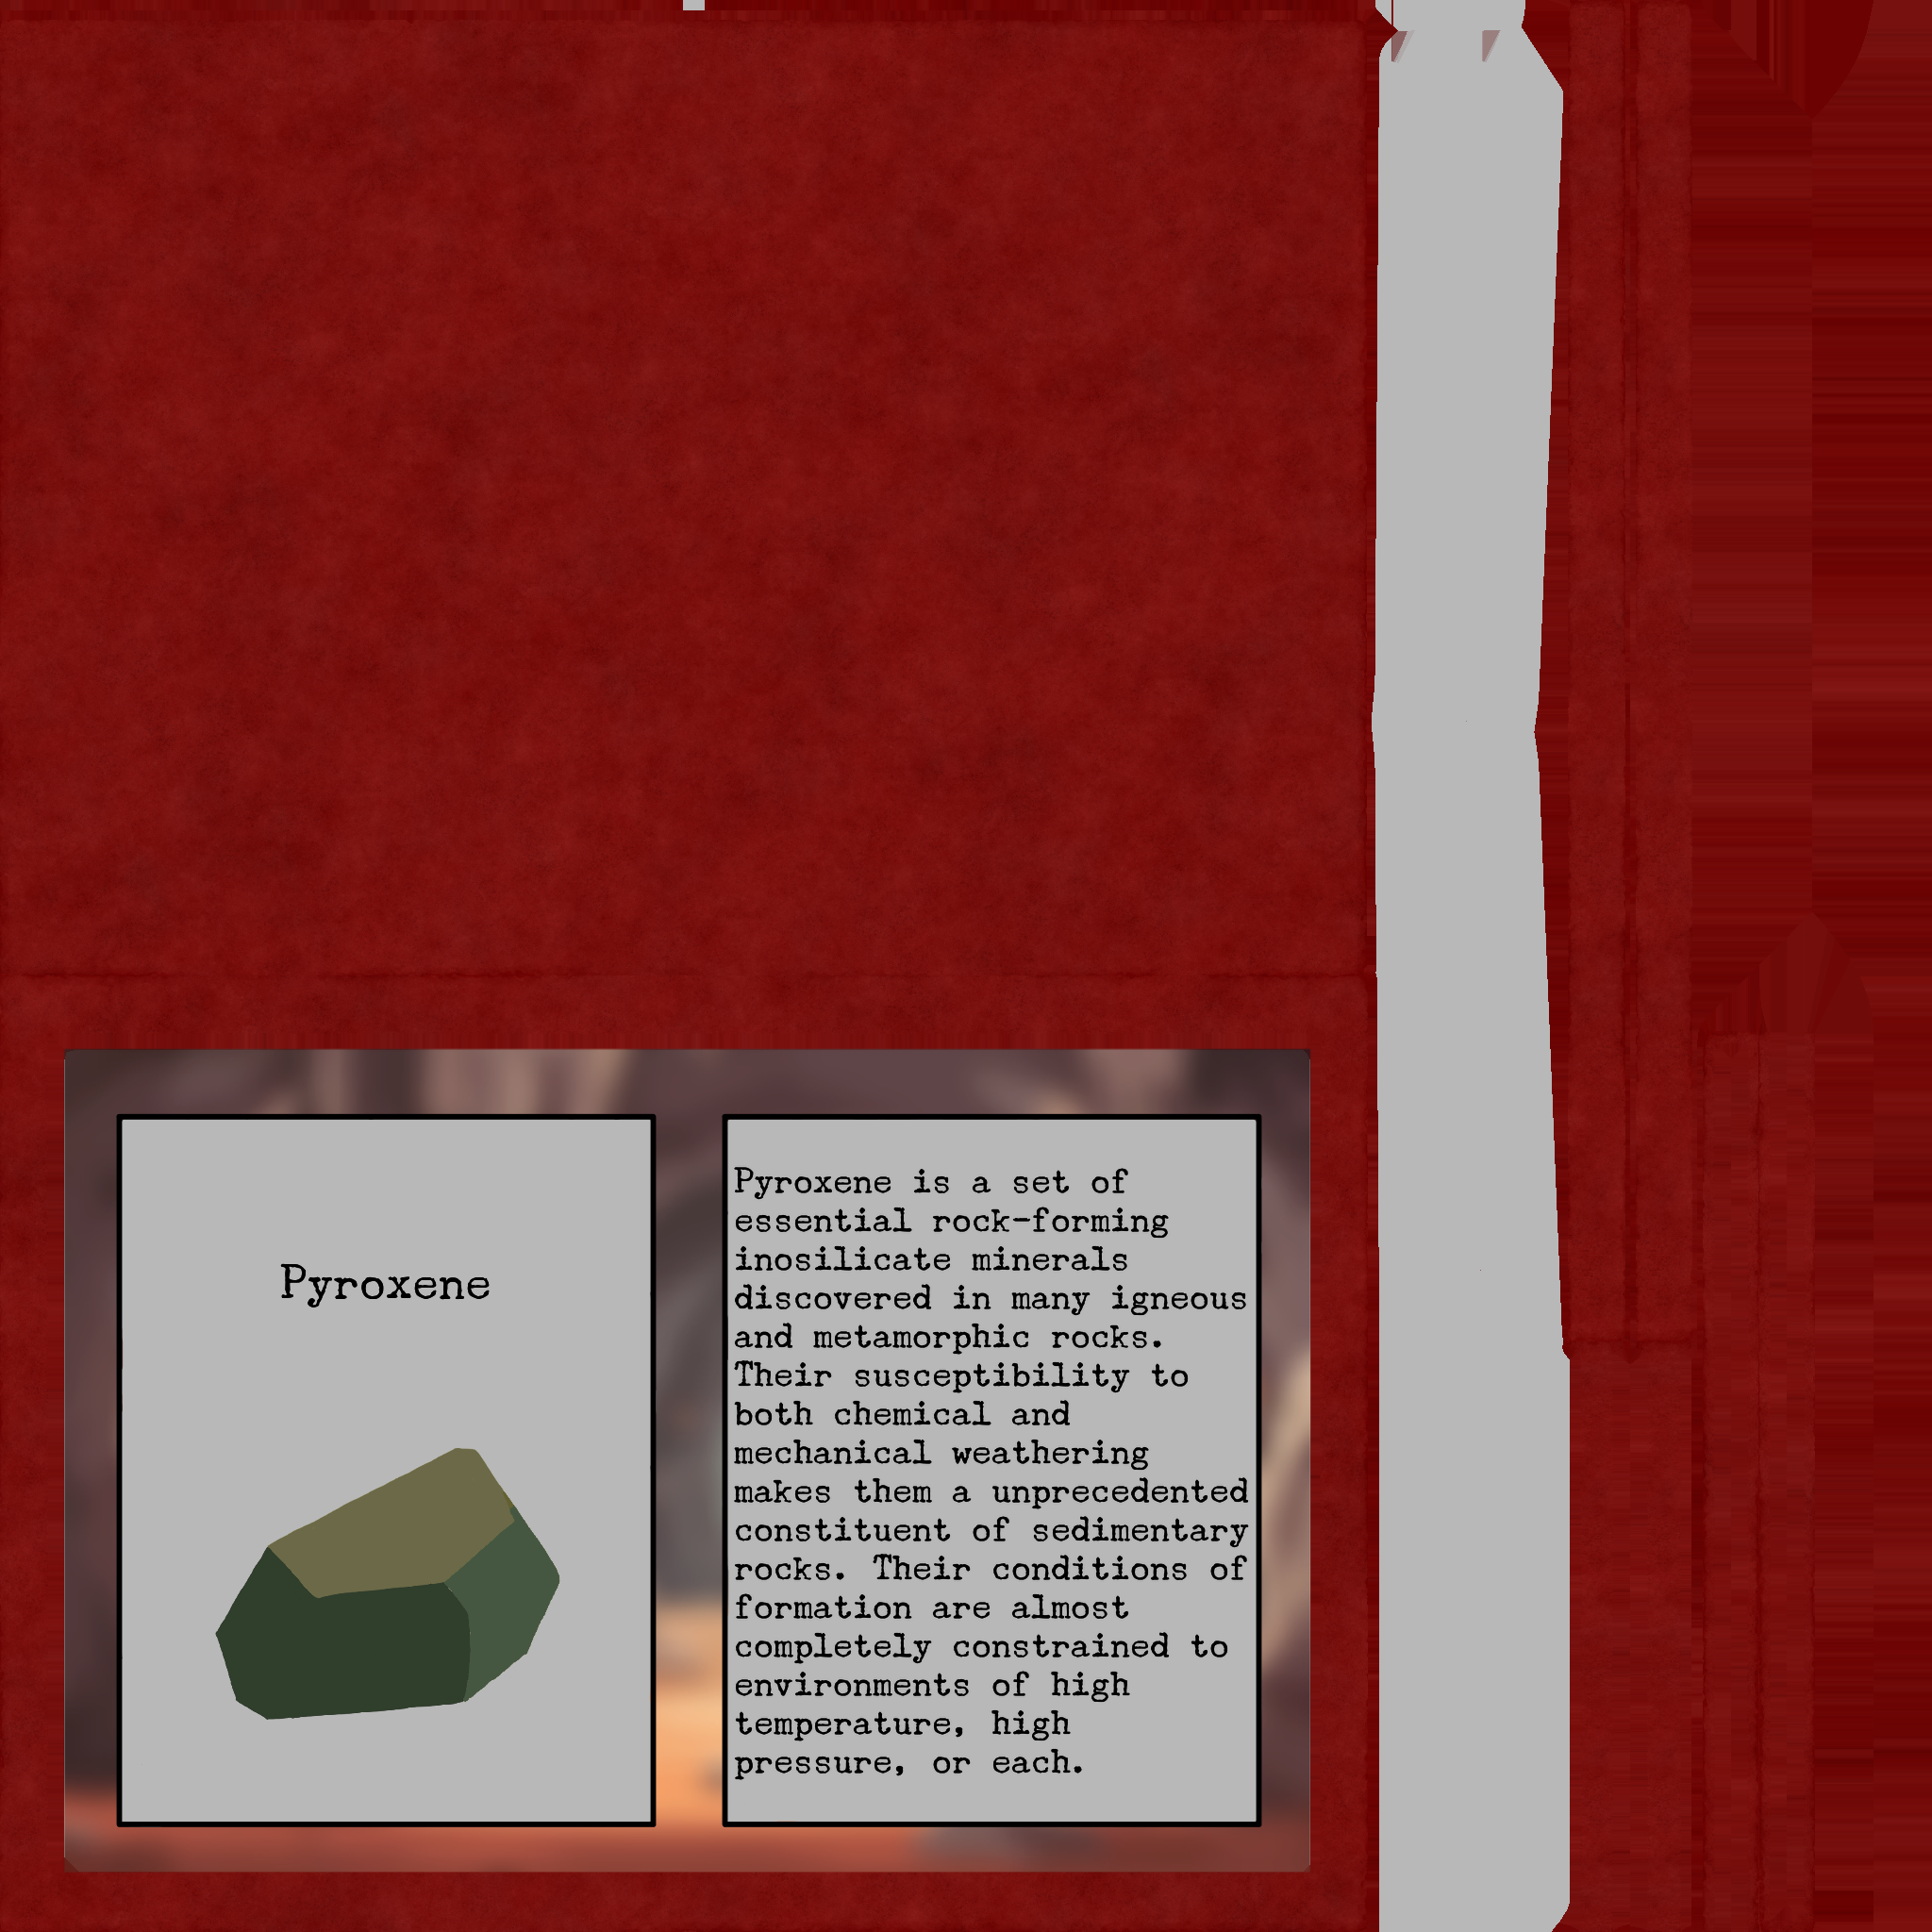 Pyroxene
Pyroxene is a set of
essential rock-forming
inosilicate minerals
discovered in many igneous
and metamorphic rocks.
Their susceptibility to
both chemical and
mechanical weathering
makes them a unprecedented
constituent of sedimentary
rocks. Their conditions of
formation are almost
completely constrained to
environments of high
temperature, high
pressure, or each.